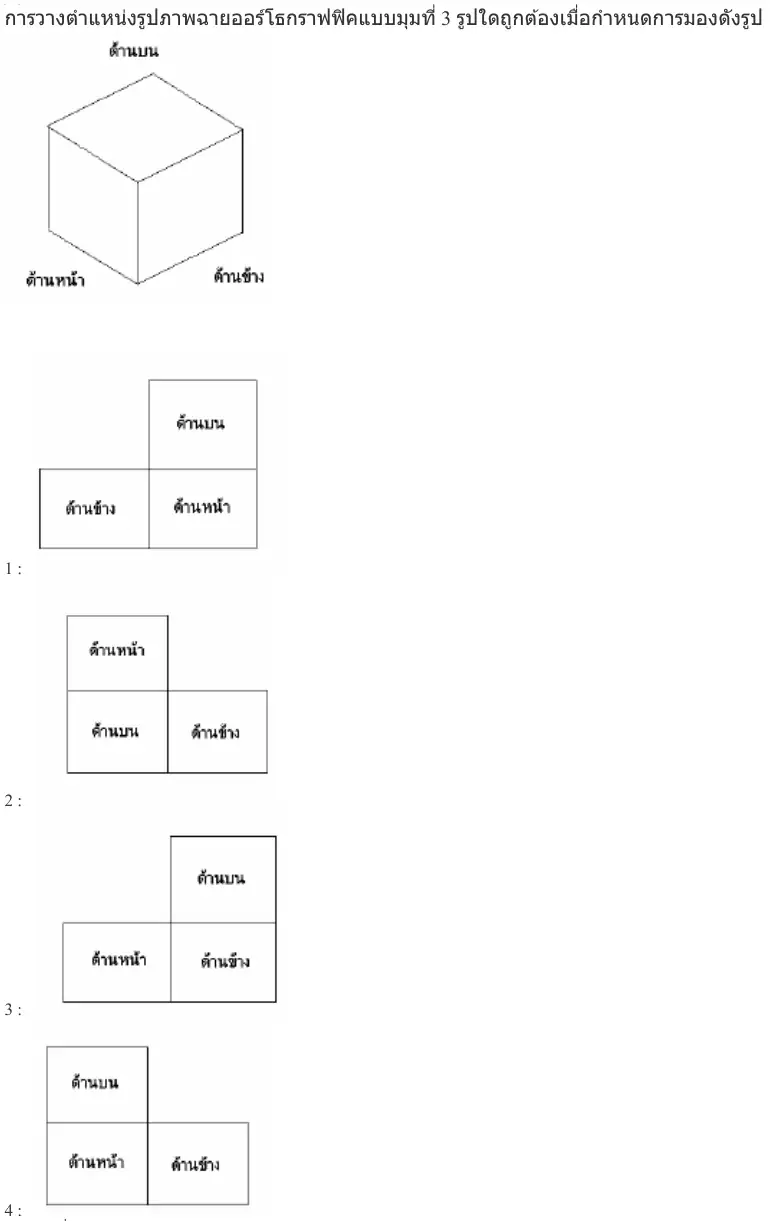 การวางตำแหน่งรูปภาพฉายออร์โธกราฟฟิคแบบมุมที่ 3 รูปใดถูกต้องเมื่อกำหนดการมองดังรูป
ด้านบน
ด้านหน้า
ด้านข้าง
ด้านบน
ด้านข้าง ด้านหน้า
1 :
ด้านหน้า
ด้านบน ด้านข้าง
2 :
ด้านบน
ด้านหน้า ด้านข้าง
3 :
ด้านบน
ด้านหน้า ด้านข้าง
4 :